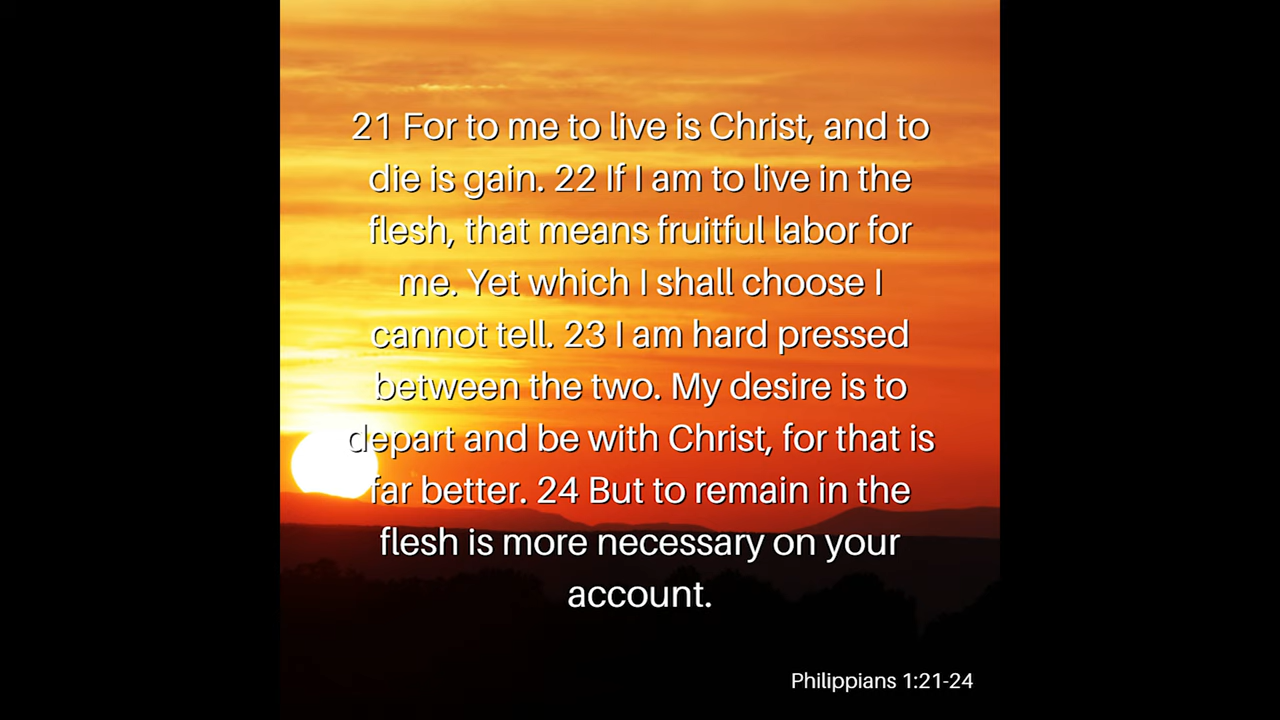 21 For to me to live is Christ, and to
die is gain. 22 If I am to live in the
flesh, that means fruitful labor for
me. Yet which I shall choose I
cannot tell. 23 I am hard pressed
between the two. My desire is to
depart and be with Christ, for that is
far better. 24 But to remain in the
flesh is more necessary on your
account.
Philippians 1:21-24